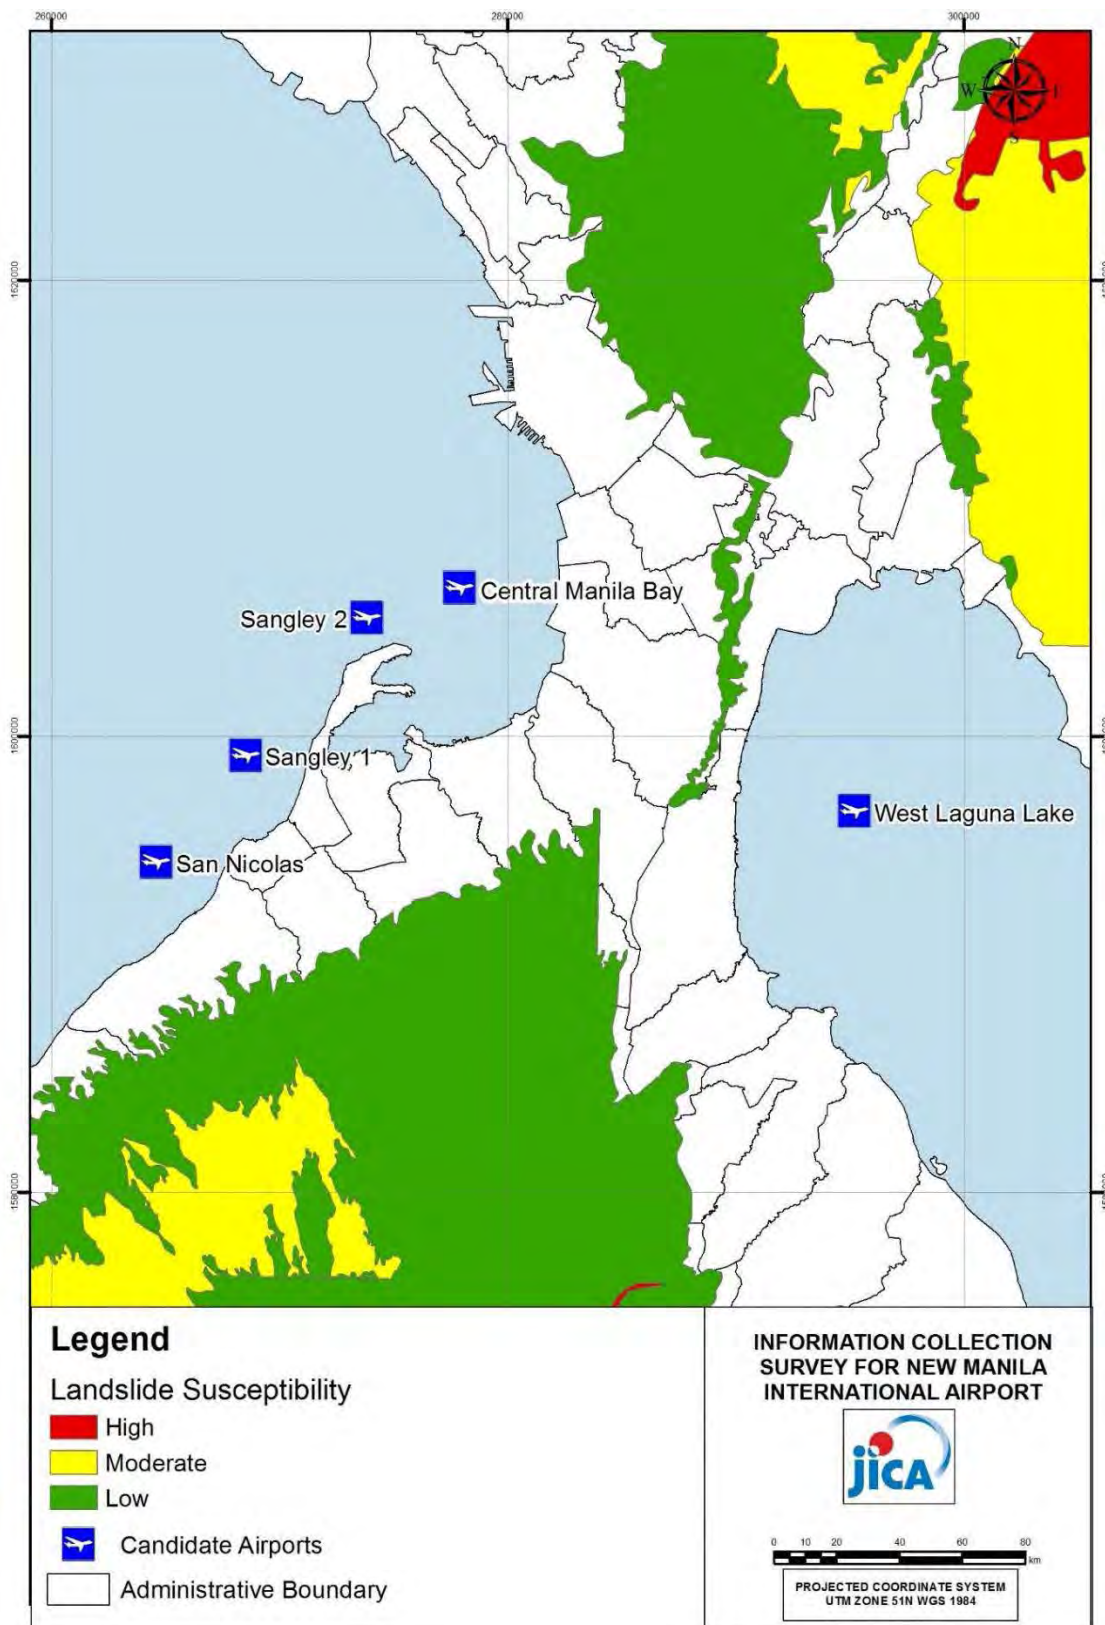 260000
280000
300000
N
W
S
1620000
Central Manila Bay
Sangley 2
1600000
Sangley 1
West Laguna Lake
San Nicolas
1580000
Legend
Landslide Susceptibility
High
Moderate
Low
Candidate Airports
Administrative Boundary
INFORMATION COLLECTION
SURVEY FOR NEW MANILA
INTERNATIONAL AIRPORT
jICA
0 10 20 40 60 80
km
PROJECTED COORDINATE SYSTEM
UTM ZONE 51N WGS 1984